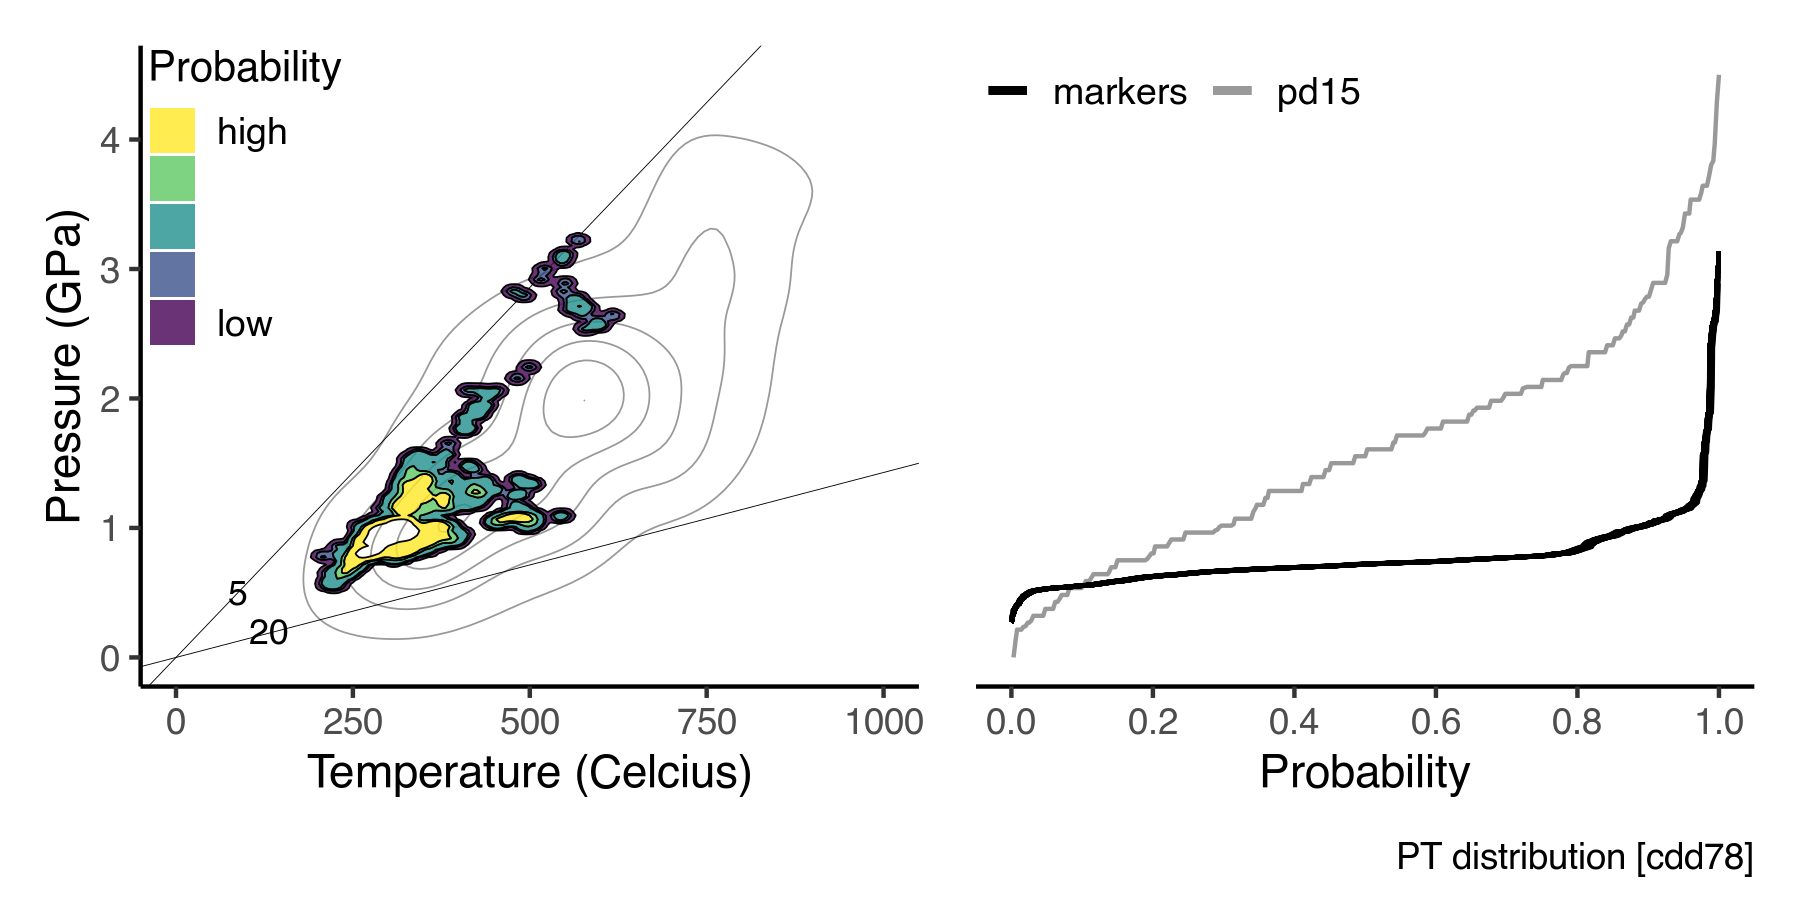 Probability
high
low
markers
pd15
Pressure (GPa)
4
3
2
1
0
5
20
0
250
500
750
1000
Temperature (Celcius)
0.0
0.2
0.4
0.6
0.8
1.0
Probability
PT distribution [cdd78]